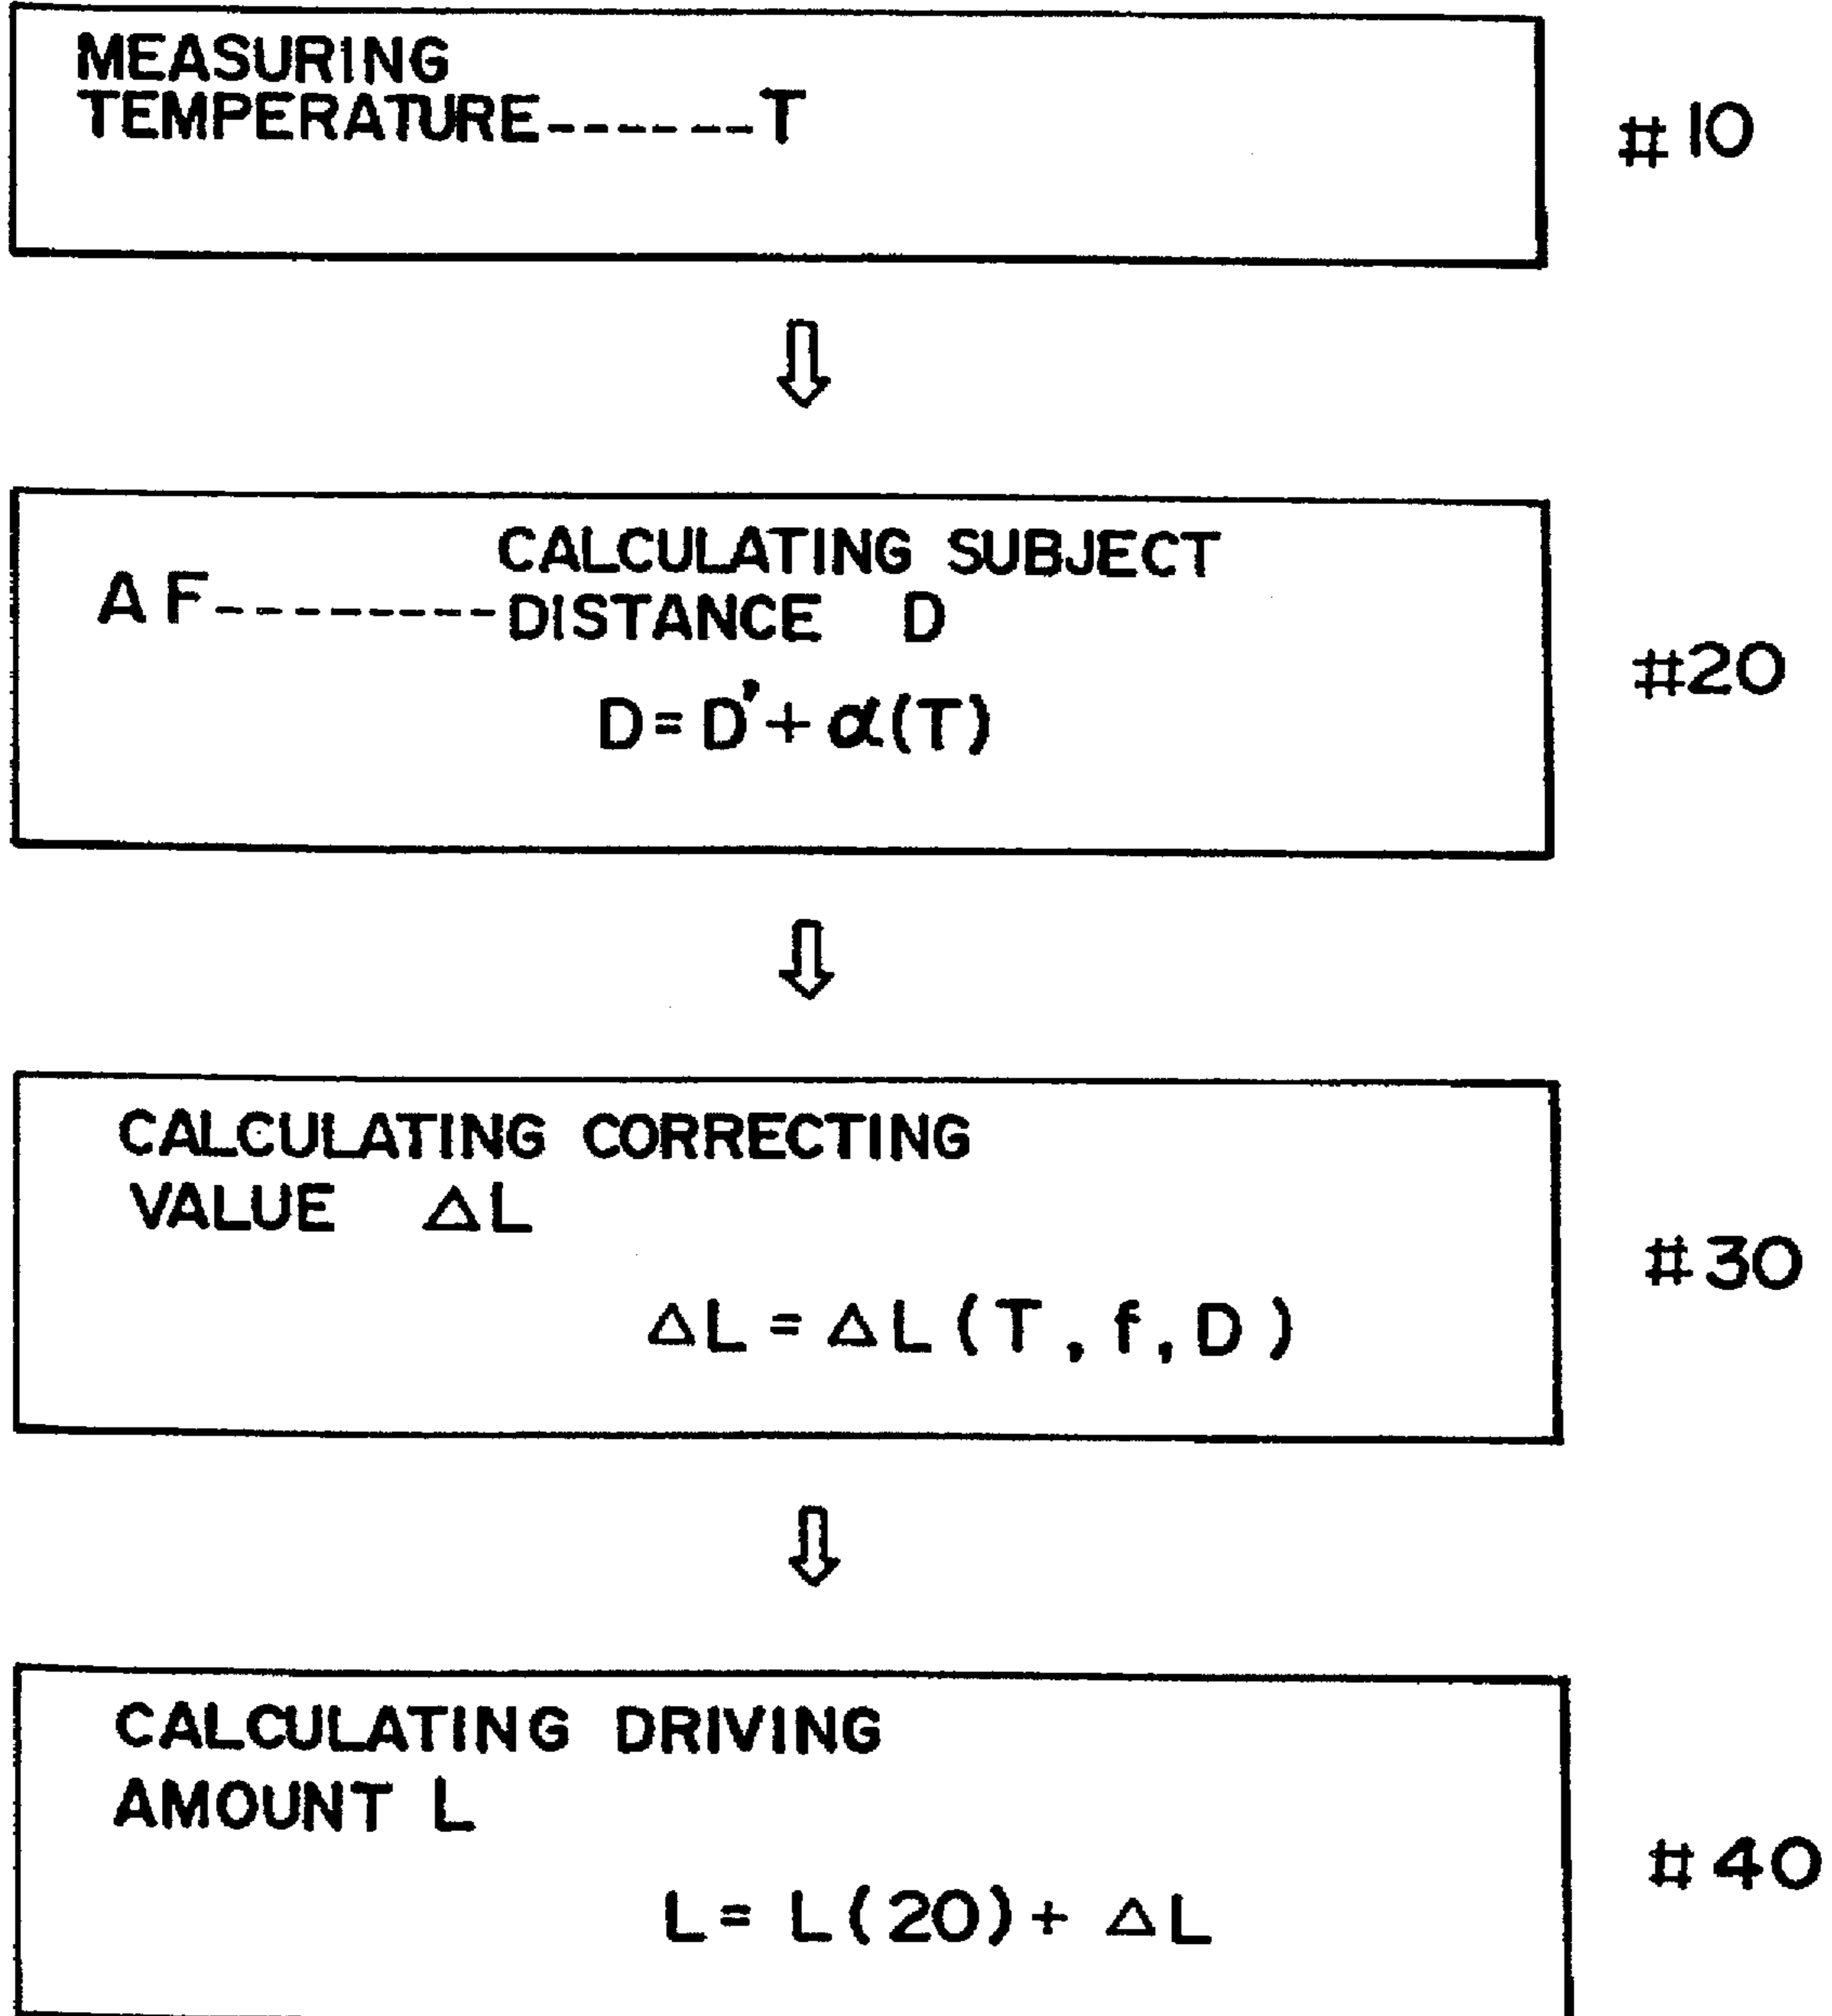 MEASURING
TEMPERATURE------T
#10
CALCULATING SUBJECT
AF--------DISTANCE D
D=D'+α(T)
#20
CALCULATING CORRECTING
VALUE ΔL
ΔL=ΔL(T,f,D)
#30
CALCULATING DRIVING
AMOUNT L
L=L(20)+ΔL
#40